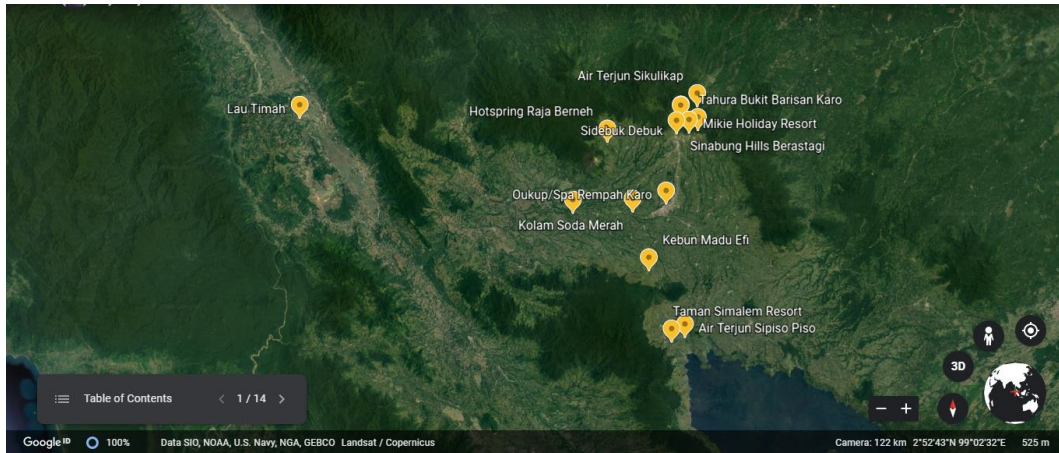 Air Terjun Sikulikap
Lau Timah
Tahura Bukit Barisan Karo
Hotspring Raja Berneh
Mikie Holiday Resort
Sidebuk Debuk
Sinabung Hills Berastagi
Oukup/Spa Rempah Karo
Kolam Soda Merah
Kebun Madu Efi
Taman Simalem Resort
Air Terjun Sipiso Piso
3D
Table of Contents 1 / 14
Google ID 100% Data SIO, NOAA, U.S. Navy, NGA, GEBCO Landsat / Copernicus Camera: 122 km 2°52'43"N 99°02'32"E 525 m